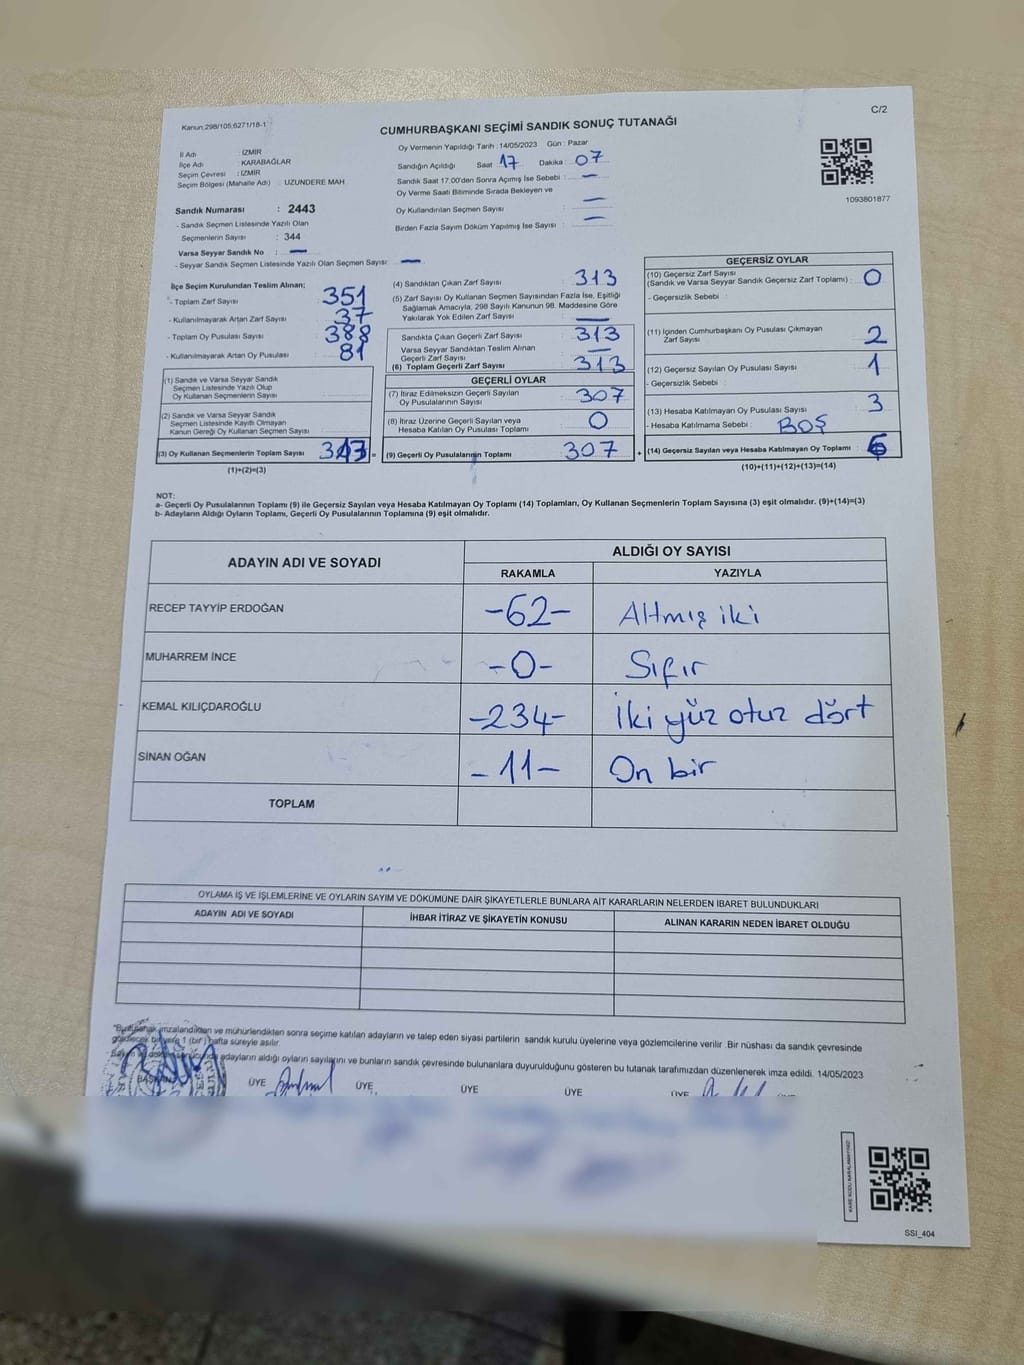 C/2
Kanun:298/105;6271/18-1
CUMHURBAŞKANI SEÇİMİ SANDIK SONUÇ TUTANAĞI
İl Adı : İZMİR
İlçe Adı : KARABAĞLAR
Seçim Çevresi : İZMİR
Seçim Bölgesi (Mahalle Adı) : UZUNDERE MAH
Sandık Numarası : 2443
- Sandık Seçmen Listesinde Yazılı Olan
Seçmenlerin Sayısı : 344
Varsa Seyyar Sandık No : —
- Seyyar Sandık Seçmen Listesinde Yazılı Olan Seçmen Sayısı : —
Oy Vermenin Yapıldığı Tarih : 14/05/2023 Gün : Pazar
Sandığın Açıldığı Saat 17 Dakika 07
Sandık Saat 17:00'den Sonra Açımış İse Sebebi : —
Oy Verme Saati Bitiminde Sırada Bekleyen ve
Oy Kullandırılan Seçmen Sayısı : —
Birden Fazla Sayım Döküm Yapılmış İse Sayısı : —
1093801877
İlçe Seçim Kurulundan Teslim Alınan;
- Toplam Zarf Sayısı : 351
- Kullanılmayarak Artan Zarf Sayısı : 37
- Toplam Oy Pusulası Sayısı : 388
- Kullanılmayarak Artan Oy Pusulası : 81
(1) Sandık ve Varsa Seyyar Sandık
Seçmen Listesinde Yazılı Olup
Oy Kullanan Seçmenlerin Sayısı :
(2) Sandık ve Varsa Seyyar Sandık
Seçmen Listesinde Kayıtlı Olmayan
Kanun Gereği Oy Kullanan Seçmenlerin Sayısı :
(3) Oy Kullanan Seçmenlerin Toplam Sayısı =
(1)+(2)=(3)
(4) Sandıktan Çıkan Zarf Sayısı : 313
(5) Zarf Sayısı Oy Kullanan Seçmen Sayısından Fazla İse, Eşitliği
Sağlamak Amacıyla, 298 Sayılı Kanunun 98. Maddesine Göre
Yakılarak Yok Edilen Zarf Sayısı : —
Sandıkta Çıkan Geçerli Zarf Sayısı : 313
Varsa Seyyar Sandıktan Teslim Alınan
Geçerli Zarf Sayısı : —
(6) Toplam Geçerli Zarf Sayısı : 313
GEÇERLİ OYLAR
(7) İtiraz Edilmeksizin Geçerli Sayılan
Oy Pusulalarının Sayısı : 307
(8) İtiraz Üzerine Geçerli Sayılan veya
Hesaba Katılan Oy Pusulası Toplamı : 0
(9) Geçerli Oy Pusulalarının Toplamı : 307 +
GEÇERSİZ OYLAR
(10) Geçersiz Zarf Sayısı
(Sandık ve Varsa Seyyar Sandık Geçersiz Zarf Toplamı) : 0
- Geçersizlik Sebebi :
(11) İçinden Cumhurbaşkanı Oy Pusulası Çıkmayan
Zarf Sayısı : 2
(12) Geçersiz Sayılan Oy Pusulası Sayısı : 1
- Geçersizlik Sebebi :
(13) Hesaba Katılmayan Oy Pusulası Sayısı : 3
- Hesaba Katılmama Sebebi : BOŞ
(14) Geçersiz Sayılan veya Hesaba Katılmayan Oy Toplamı : 6
(10)+(11)+(12)+(13)=(14)
NOT:
a- Geçerli Oy Pusulalarının Toplamı (9) ile Geçersiz Sayılan veya Hesaba Katılmayan Oy Toplamı (14) Toplamları, Oy Kullanan Seçmenlerin Toplam Sayısına (3) eşit olmalıdır. (9)+(14)=(3)
b- Adayların Aldığı Oyların Toplamı, Geçerli Oy Pusulalarının Toplamına (9) eşit olmalıdır.
ADAYIN ADI VE SOYADI ALDIĞI OY SAYISI
RAKAMLA YAZIYLA
RECEP TAYYİP ERDOĞAN -62- Altmış iki
MUHARREM İNCE -0- Sıfır
KEMAL KILIÇDAROĞLU -234- İki yüz otuz dört
SİNAN OĞAN -11- On bir
TOPLAM
OYLAMA İŞ VE İŞLEMLERİNE VE OYLARIN SAYIM VE DÖKÜMÜNE DAİR ŞİKAYETLERLE BUNLARA AİT KARARLARIN NELERDEN İBARET BULUNDUKLARI
ADAYIN ADI VE SOYADI İHBAR İTİRAZ VE ŞİKAYETİN KONUSU ALINAN KARARIN NEDEN İBARET OLDUĞU
imzalandıktan ve mühürlendikten sonra seçime katılan adayların ve talep eden siyasi partilerin sandık kurulu üyelerine veya gözlemcilerine verilir .Bir nüshası da sandık çevresinde
1 (bir) hafta süreyle asılır.
adayların aldığı oyların sayılarını ve bunların sandık çevresinde bulunanlara duyurulduğunu gösteren bu tutanak tarafımızdan düzenlenerek imza edildi. 14/05/2023
ÜYE ÜYE ÜYE ÜYE ÜYE
SSI_404